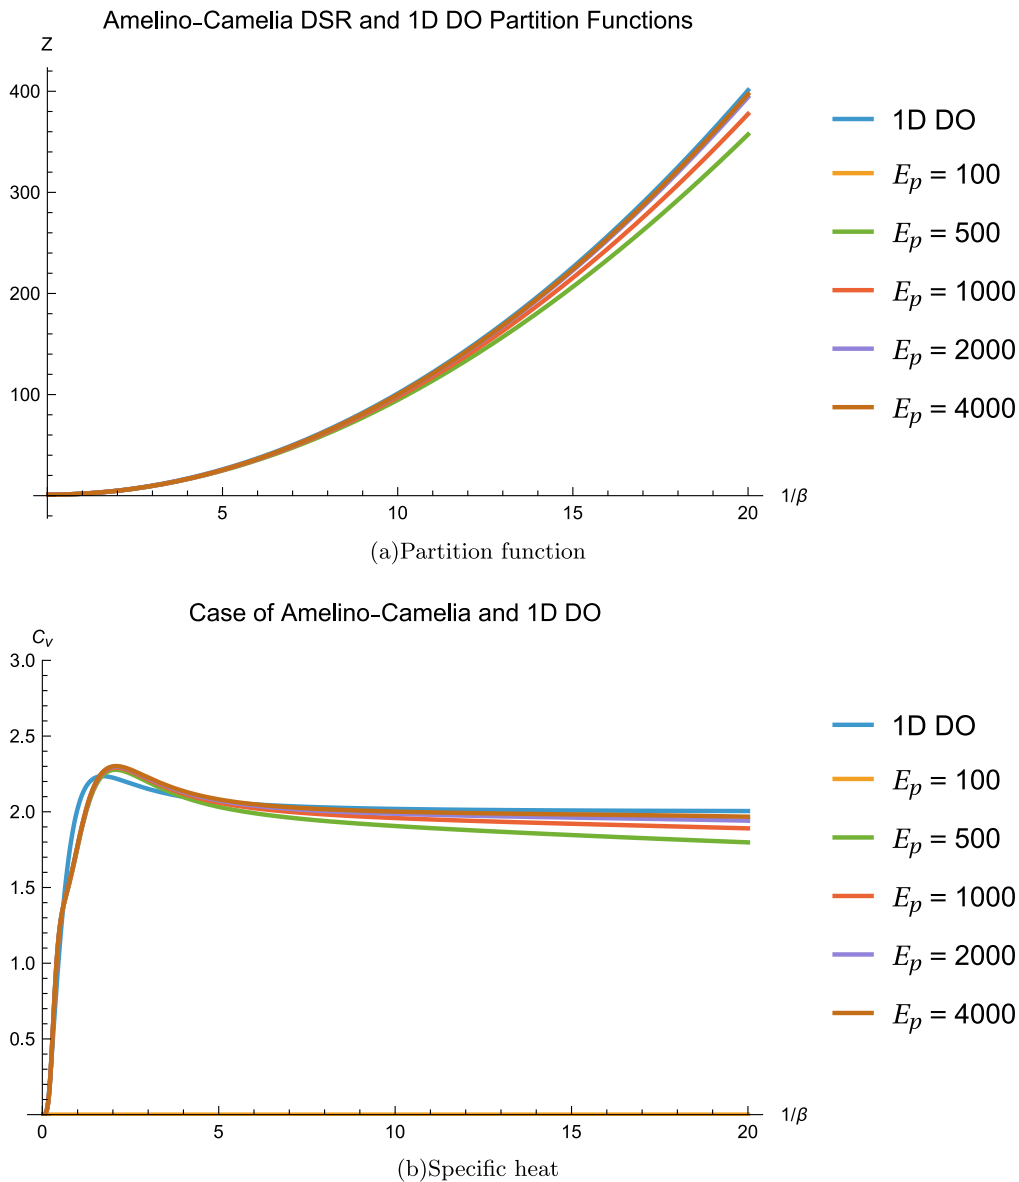 Amelino-Camelia DSR and 1D DO Partition Functions
Z
400
300
200
100
5
10
15
20
1/β
1D DO
E_p = 100
E_p = 500
E_p = 1000
E_p = 2000
E_p = 4000
(a)Partition function
Case of Amelino-Camelia and 1D DO
C_v
3.0
2.5
2.0
1.5
1.0
0.5
0
5
10
15
20
1/β
1D DO
E_p = 100
E_p = 500
E_p = 1000
E_p = 2000
E_p = 4000
(b)Specific heat